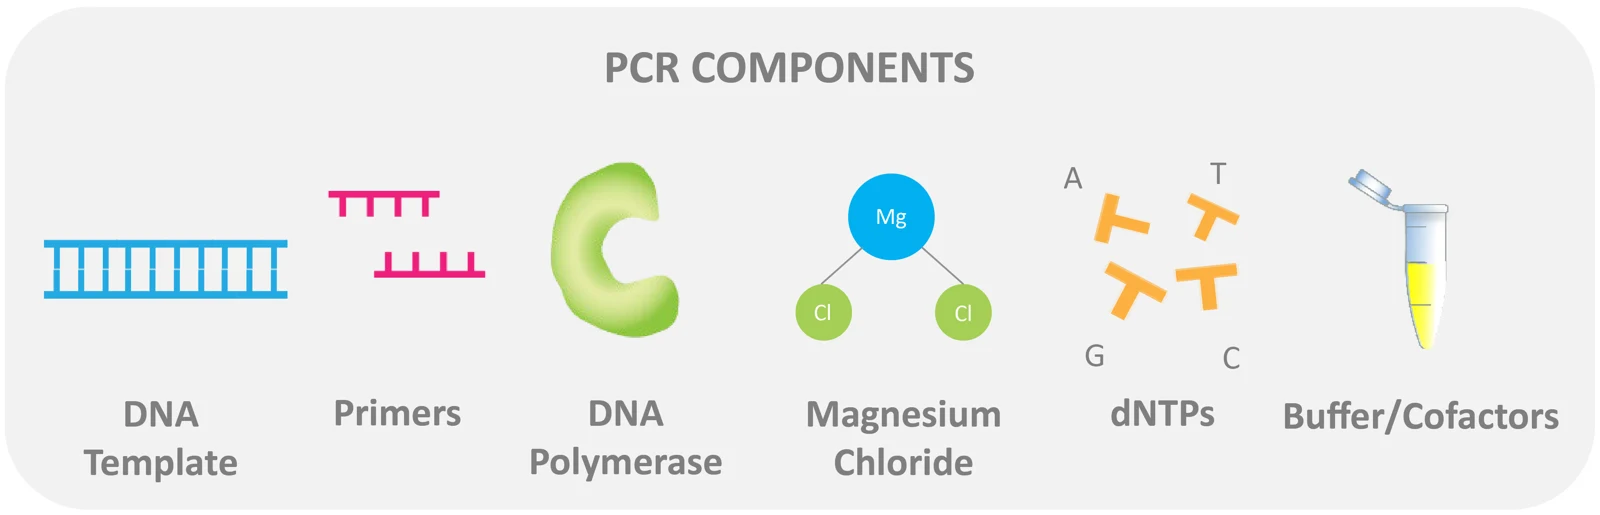 PCR COMPONENTS
A
T
Mg
Cl
Cl
G
C
DNA
Template
Primers
DNA
Polymerase
Magnesium
Chloride
dNTPs
Buffer/Cofactors